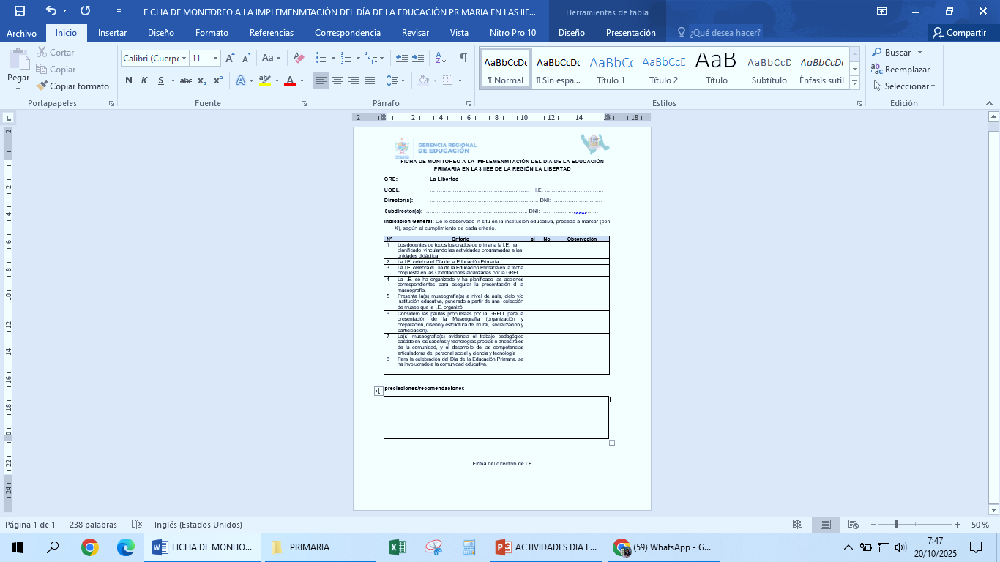 FICHA DE MONITOREO A LA IMPLEMENMTACIÓN DEL DÍA DE LA EDUCACIÓN PRIMARIA EN LAS IIE...
Herramientas de tabla
Archivo Inicio Insertar Diseño Formato Referencias Correspondencia Revisar Vista Nitro Pro 10 Diseño Presentación ¿Qué desea hacer? Compartir
Pegar
Cortar
Copiar
Copiar formato
Portapapeles
Calibri (Cuerpo 11
N K S abc x₂ x²
Fuente
Párrafo
AaBbCcDc AaBbCcDc AaBbCc AaBbCcD AaB AaBbCcD AaBbCcDc
¶ Normal ¶ Sin espa... Título 1 Título 2 Título Subtítulo Énfasis sutil
Estilos
Buscar
Reemplazar
Seleccionar
Edición
2 2 4 6 8 10 12 14 16 18
GERENCIA REGIONAL
DE EDUCACIÓN
FICHA DE MONITOREO A LA IMPLEMENMTACIÓN DEL DÍA DE LA EDUCACIÓN
PRIMARIA EN LAS IIEE DE LA REGIÓN LA LIBERTAD
GRE: La Libertad
UGEL. ........................................................... I.E. ...................................
Director(a): ................................................................ DNI: ..............................
Subdirector(a): ............................................................. DNI: .................................
Indicación General: De lo observado in situ en la institución educativa, proceda a marcar (con
X), según el cumplimiento de cada criterio.
Nº Criterio si No Observación
1 Los docentes de todos los grados de primaria la I.E. ha
planificado vinculando las actividades programadas a las
unidades didáctica.
2 La I.E. celebra el Día de la Educación Primaria.
3 La I.E. celebra el Día de la Educación Primaria en la fecha
propuesta en las Orientaciones alcanzadas por la GRELL.
4 La I.E. se ha organizado y ha planificado las acciones
correspondientes para asegurar la presentación d la
museografía.
5 Presenta la(s) museografía(s) a nivel de aula, ciclo y/o
institución educativa, generado a partir de una colección
de museo que la I.E. organizó.
6 Consideró las pautas propuestas por la GRELL para la
presentación de la Museografía (organización y
preparación, diseño y estructura del mural, socialización y
participación).
7 La(s) museografía(s) evidencia el trabajo pedagógico
basado en los saberes y tecnologías propias o ancestrales
de la comunidad, y el desarrollo de las competencias
articuladoras de personal social y ciencia y tecnología
8 Para la celebración del Día de la Educación Primaria, se
ha involucrado a la comunidad educativa.
preciaciones/recomendaciones
Firma del directivo de I.E
Página 1 de 1 238 palabras Inglés (Estados Unidos) 50 %
FICHA DE MONITO... PRIMARIA ACTIVIDADES DIA E... (59) WhatsApp - G...
7:47
20/10/2025